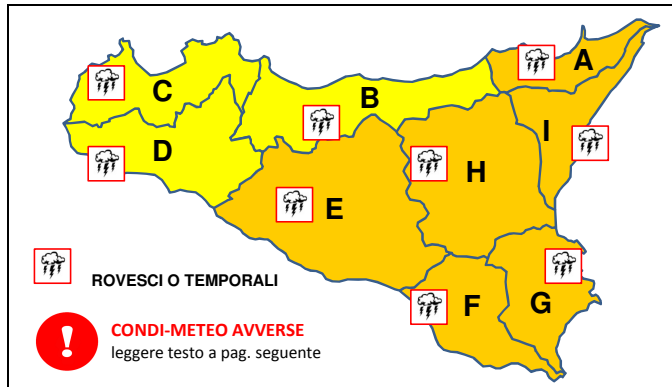 A
C
B
I
D
H
E
F
G
ROVESCI O TEMPORALI
CONDI-METEO AVVERSE
leggere testo a pag. seguente
!